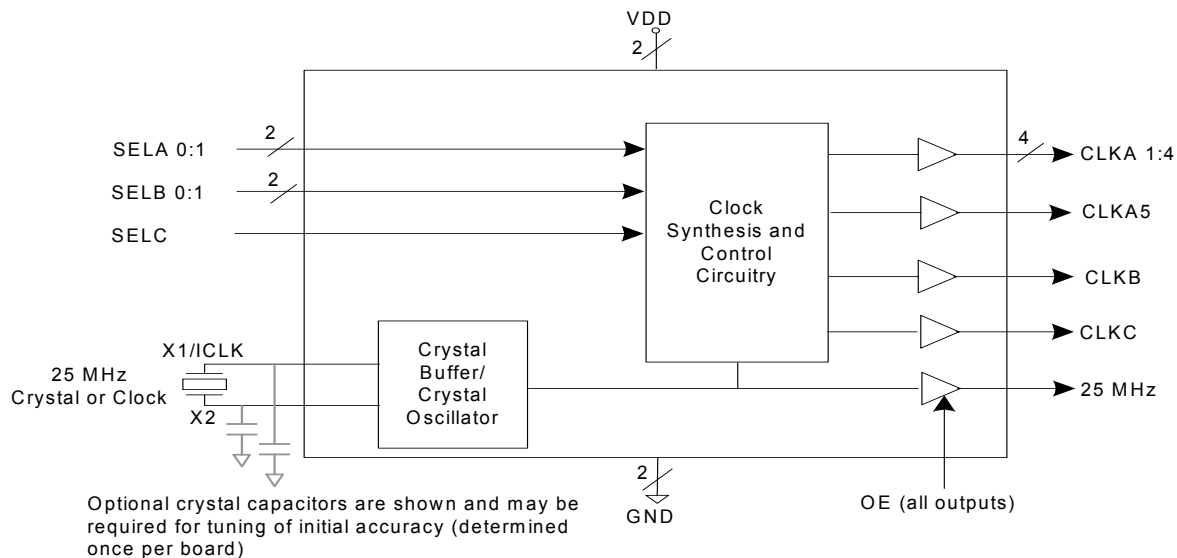 VDD
2
SELA 0:1
2
4
CLKA 1:4
SELB 0:1
2
CLKA5
SELC
Clock
Synthesis and
Control
Circuitry
CLKB
CLKC
X1/ICLK
25 MHz
Crystal or Clock
X2
Crystal
Buffer/
Crystal
Oscillator
25 MHz
2
GND
OE (all outputs)
Optional crystal capacitors are shown and may be
required for tuning of initial accuracy (determined
once per board)